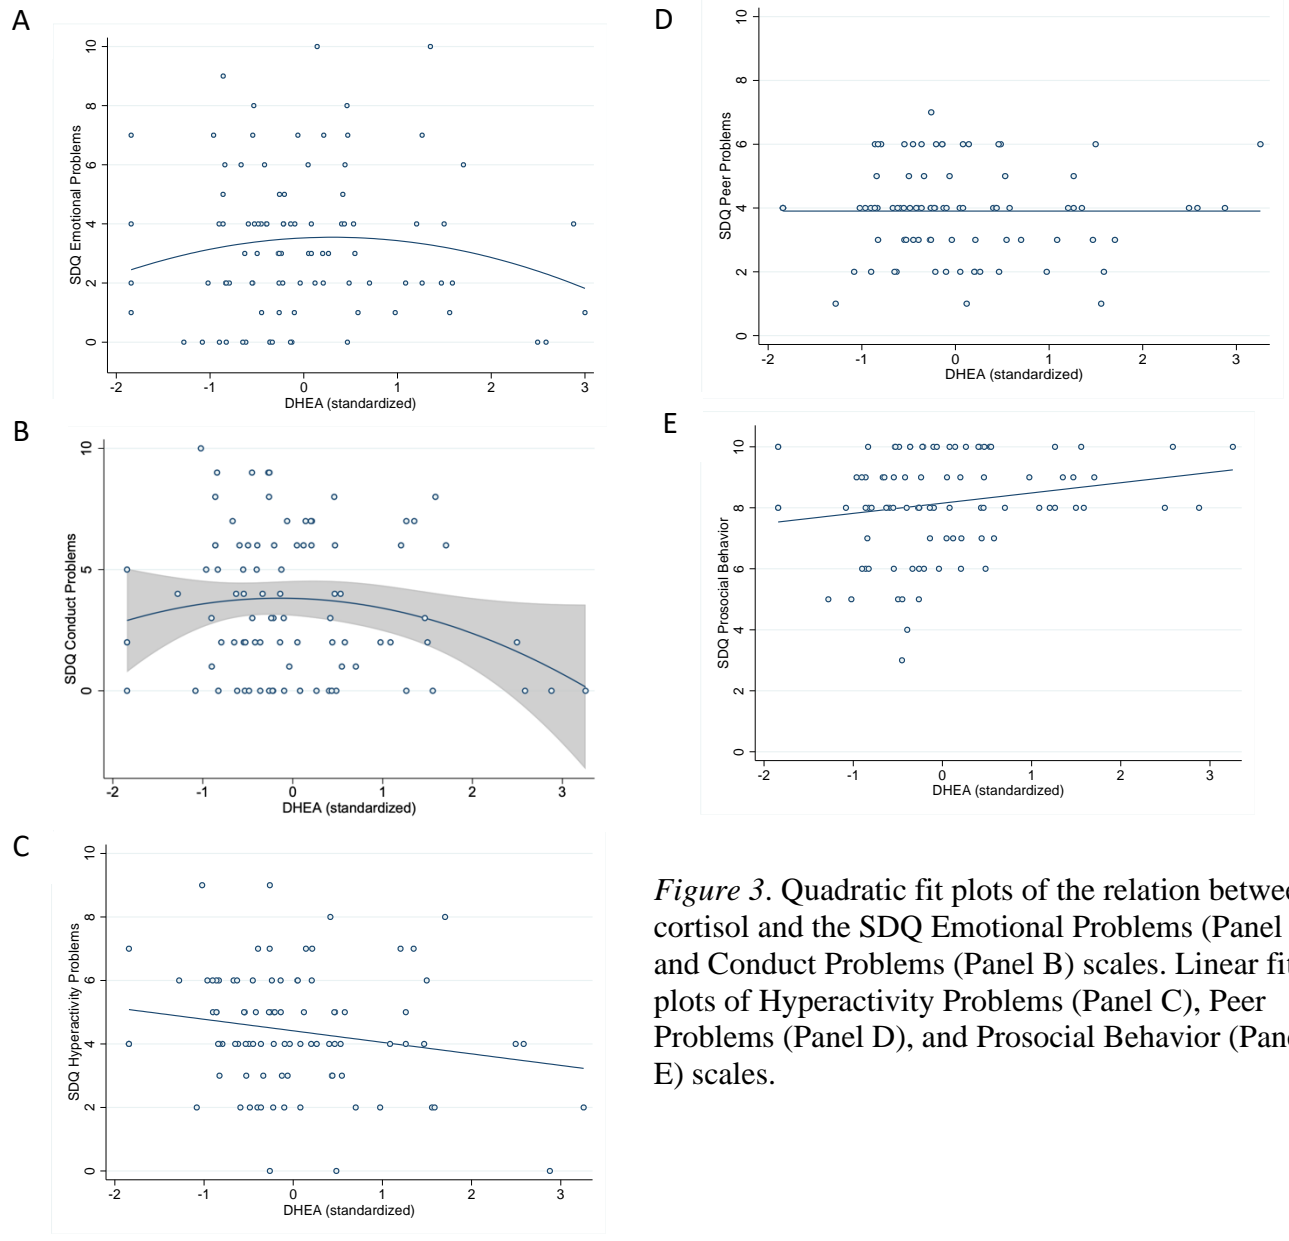 A
SDQ Emotional Problems
10
8
6
4
2
0
-2 -1 0 1 2 3
DHEA (standardized)
B
SDQ Conduct Problems
10
5
0
-2 -1 0 1 2 3
DHEA (standardized)
C
SDQ Hyperactivity Problems
10
8
6
4
2
0
-2 -1 0 1 2 3
DHEA (standardized)
D
SDQ Peer Problems
10
8
6
4
2
0
-2 -1 0 1 2 3
DHEA (standardized)
E
SDQ Prosocial Behavior
10
8
6
4
2
0
-2 -1 0 1 2 3
DHEA (standardized)
Figure 3. Quadratic fit plots of the relation betwee
cortisol and the SDQ Emotional Problems (Panel
and Conduct Problems (Panel B) scales. Linear fit
plots of Hyperactivity Problems (Panel C), Peer
Problems (Panel D), and Prosocial Behavior (Pane
E) scales.